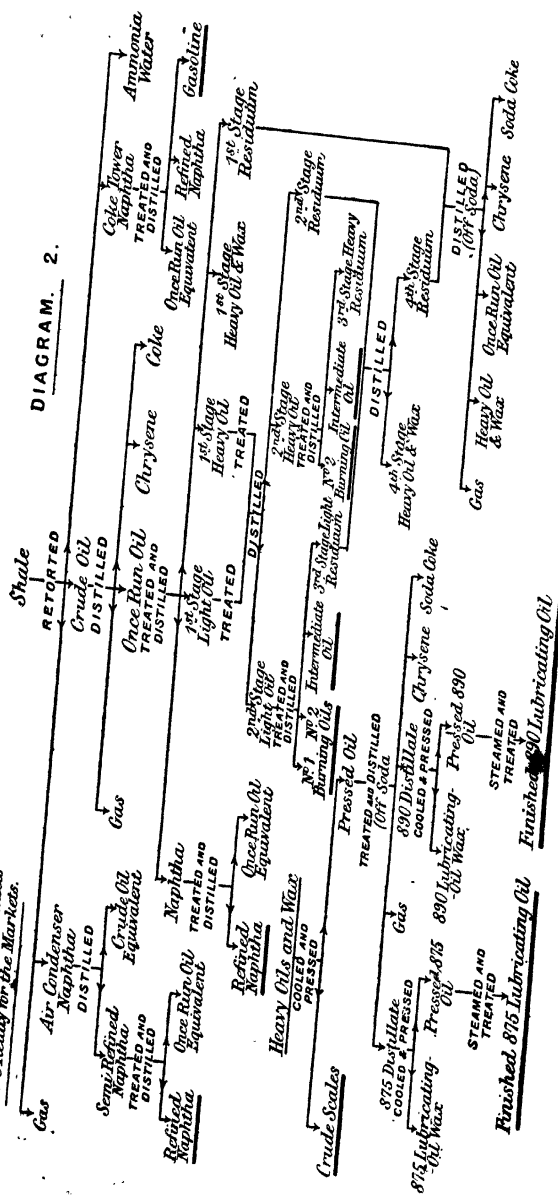 DIAGRAM. 2.
Ready for the Markets.
Shale
RETORTED
Gas
Air Condenser
Naphtha
DISTILLED
Crude Oil
DISTILLED
Coke Tower
Naphtha
TREATED AND
DISTILLED
Ammonia
Water
Semi Refined
Naphtha
TREATED AND
DISTILLED
Crude Oil
Equivalent
Gas
Once Run Oil
TREATED AND
DISTILLED
Chrysene
Coke
Once Run Oil
Equivalent
Refined
Naphtha
Gasoline
Refined
Naphtha
Once Run Oil
Equivalent
Naphtha
TREATED AND
DISTILLED
1st Stage
Light Oil
TREATED
1st Stage
Heavy Oil
TREATED
1st Stage
Heavy Oil & Wax
1st Stage
Residuum
Refined
Naphtha
Once Run Oil
Equivalent
DISTILLED
2nd Stage
Light Oil
TREATED AND
DISTILLED
2nd Stage
Heavy Oil
TREATED AND
DISTILLED
2nd Stage
Residuum
Nº 1 Nº 2
Burning Oils
Intermediate
Oil
3rd Stage Light
Residuum
Nº 2
Burning Oil
Intermediate
Oil
3rd Stage Heavy
Residuum
DISTILLED
Heavy Oils and Wax
COOLED AND
PRESSED
4th Stage
Heavy Oil & Wax
4th Stage
Residuum
DISTILLED
(Off Soda)
Crude Scales
Pressed Oil
TREATED AND DISTILLED
(Off Soda)
Gas
Heavy Oil
& Wax
Once Run Oil
Equivalent
Chrysene
Soda Coke
875 Distillate
COOLED & PRESSED
Gas
890 Distillate
COOLED & PRESSED
Chrysene
Soda Coke
875 Lubricating-
Oil Wax
Pressed 875
Oil
STEAMED AND
TREATED
890 Lubricating-
Oil Wax
Pressed 890
Oil
STEAMED AND
TREATED
Finished 875 Lubricating Oil
Finished 890 Lubricating Oil